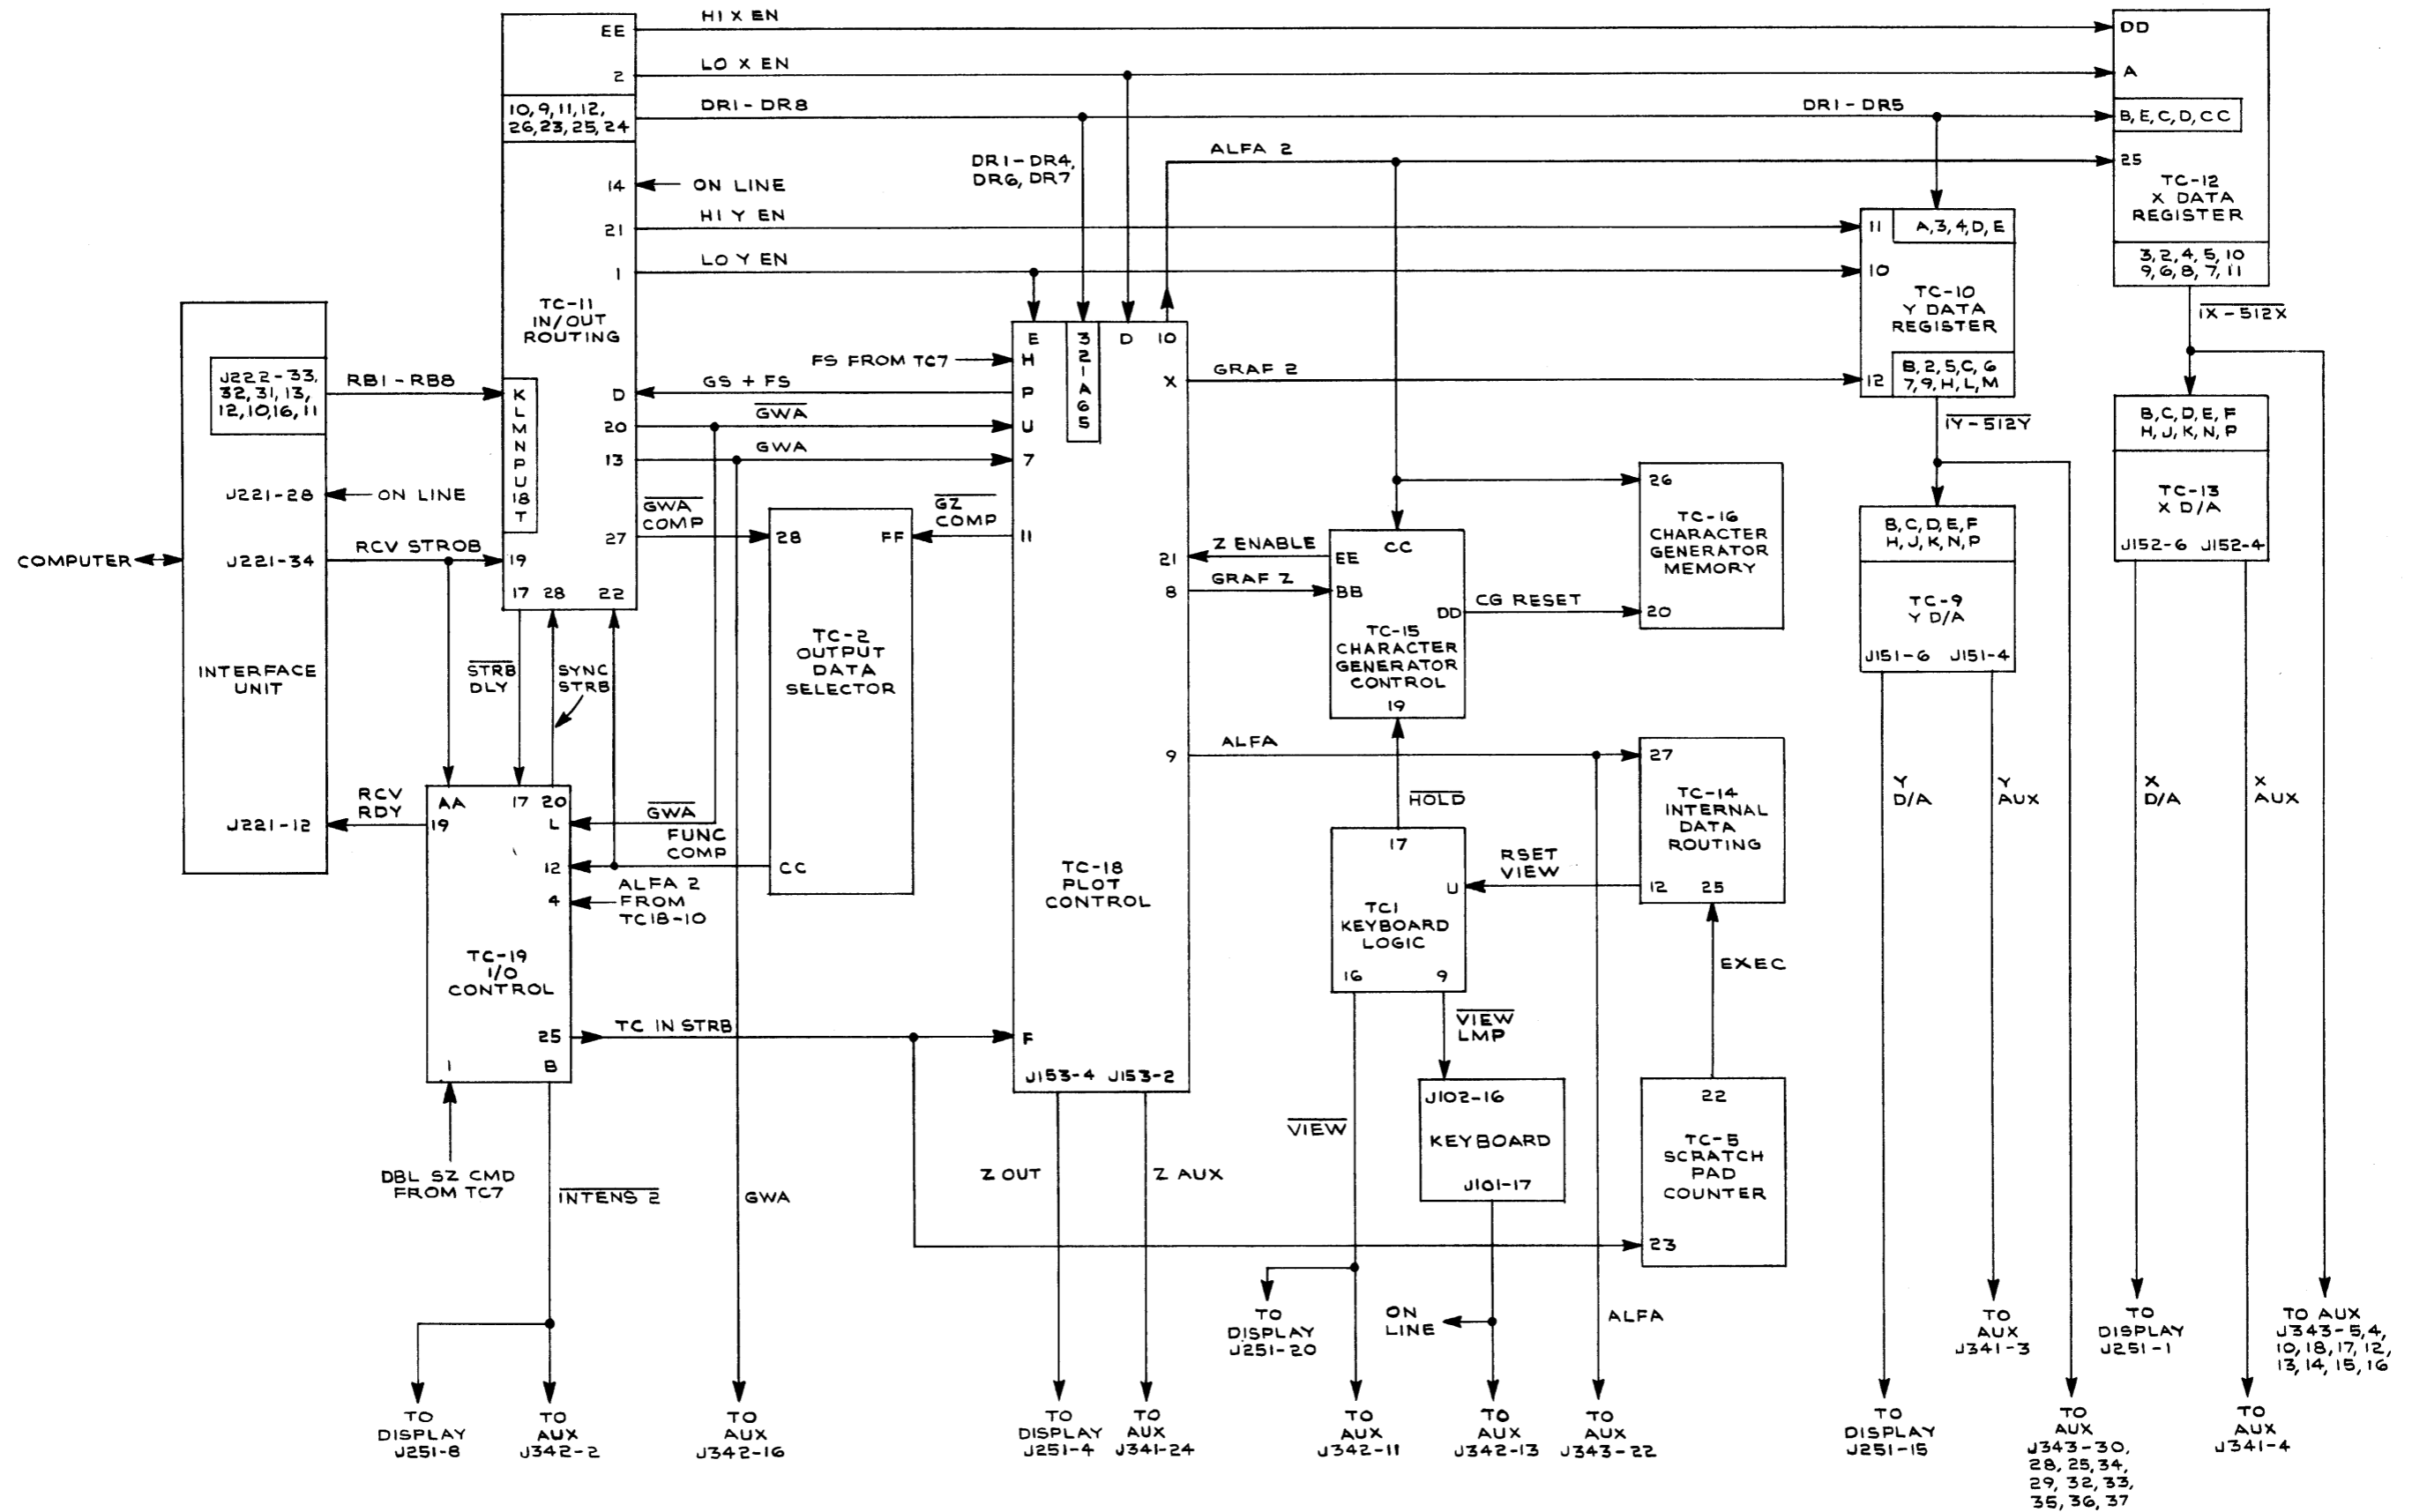 HI X EN
EE
DD
LO X EN
2
A
10, 9, 11, 12,
26, 23, 25, 24
DR1-DR8
DR1-DR5
B, E, C, D, CC
DR1-DR4,
DR6, DR7
ALFA 2
25
14
ON LINE
TC-12
X DATA
REGISTER
HI Y EN
21
11
A, 3, 4, D, E
LO Y EN
1
10
3, 2, 4, 5, 10
9, 6, 8, 7, 11
TC-11
IN/OUT
ROUTING
TC-10
Y DATA
REGISTER
1X-512X
E
3
2
1
A
6
5
D
10
FS FROM TC7
H
J222-33,
32, 31, 13,
12, 10, 16, 11
RB1-RB8
K
L
M
N
P
U
18
T
D
GS + FS
P
X
GRAF 2
12
B, 2, 5, C, 6
7, 9, H, L, M
20
GWA
U
1Y-512Y
B, C, D, E, F
H, J, K, N, P
13
GWA
7
J221-28
ON LINE
GWA
COMP
GZ
COMP
26
TC-16
CHARACTER
GENERATOR
MEMORY
TC-13
X D/A
27
28
FF
11
B, C, D, E, F
H, J, K, N, P
J152-6
J152-4
COMPUTER
J221-34
RCV STROB
19
Z ENABLE
21
EE
CC
17
28
22
8
GRAF Z
BB
DD
CG RESET
20
TC-9
Y D/A
TC-15
CHARACTER
GENERATOR
CONTROL
19
J151-6
J151-4
INTERFACE
UNIT
STRB
DLY
SYNC
STRB
TC-2
OUTPUT
DATA
SELECTOR
9
ALFA
27
TC-14
INTERNAL
DATA
ROUTING
Y
D/A
Y
AUX
X
D/A
X
AUX
RCV
RDY
AA
17
20
J221-12
19
L
GWA
HOLD
FUNC
COMP
12
CC
17
TC-18
PLOT
CONTROL
RSET
VIEW
U
12
25
ALFA 2
FROM
TC18-10
4
TC1
KEYBOARD
LOGIC
TC-19
I/O
CONTROL
16
9
EXEC
25
TC IN STRB
F
VIEW
LMP
1
B
J153-4
J153-2
J102-16
KEYBOARD
J101-17
22
TC-5
SCRATCH
PAD
COUNTER
23
VIEW
DBL SZ CMD
FROM TC7
INTENS 2
GWA
Z OUT
Z AUX
TO
DISPLAY
J251-20
ON
LINE
ALFA
TO
AUX
J341-3
TO
DISPLAY
J251-1
TO AUX
J343-5, 4,
10, 18, 17, 12,
13, 14, 15, 16
TO
DISPLAY
J251-8
TO
AUX
J342-2
TO
AUX
J342-16
TO
DISPLAY
J251-4
TO
AUX
J341-24
TO
AUX
J342-11
TO
AUX
J342-13
TO
AUX
J343-22
TO
DISPLAY
J251-15
TO
AUX
J343-30,
28, 25, 34,
29, 32, 33,
35, 36, 37
TO
AUX
J341-4